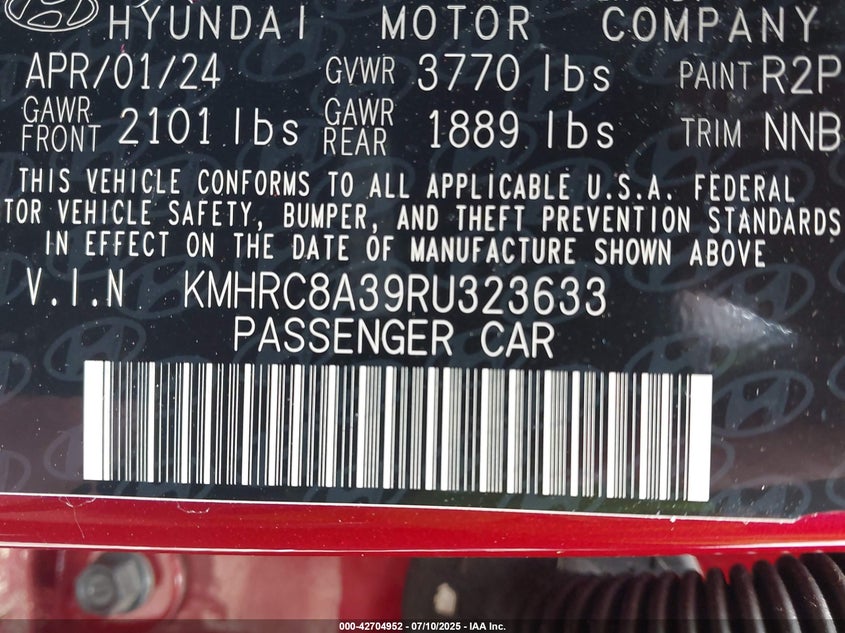 HYUNDAI MOTOR COMPANY
APR/01/24 GVWR 3770 lbs PAINT R2P
GAWR FRONT 2101 lbs GAWR REAR 1889 lbs TRIM NNB
THIS VEHICLE CONFORMS TO ALL APPLICABLE U.S.A. FEDERAL
TOR VEHICLE SAFETY, BUMPER, AND THEFT PREVENTION STANDARDS
IN EFFECT ON THE DATE OF MANUFACTURE SHOWN ABOVE
V.I.N KMHRC8A39RU323633
PASSENGER CAR
000-42704952 - 07/10/2025 - IAA Inc.